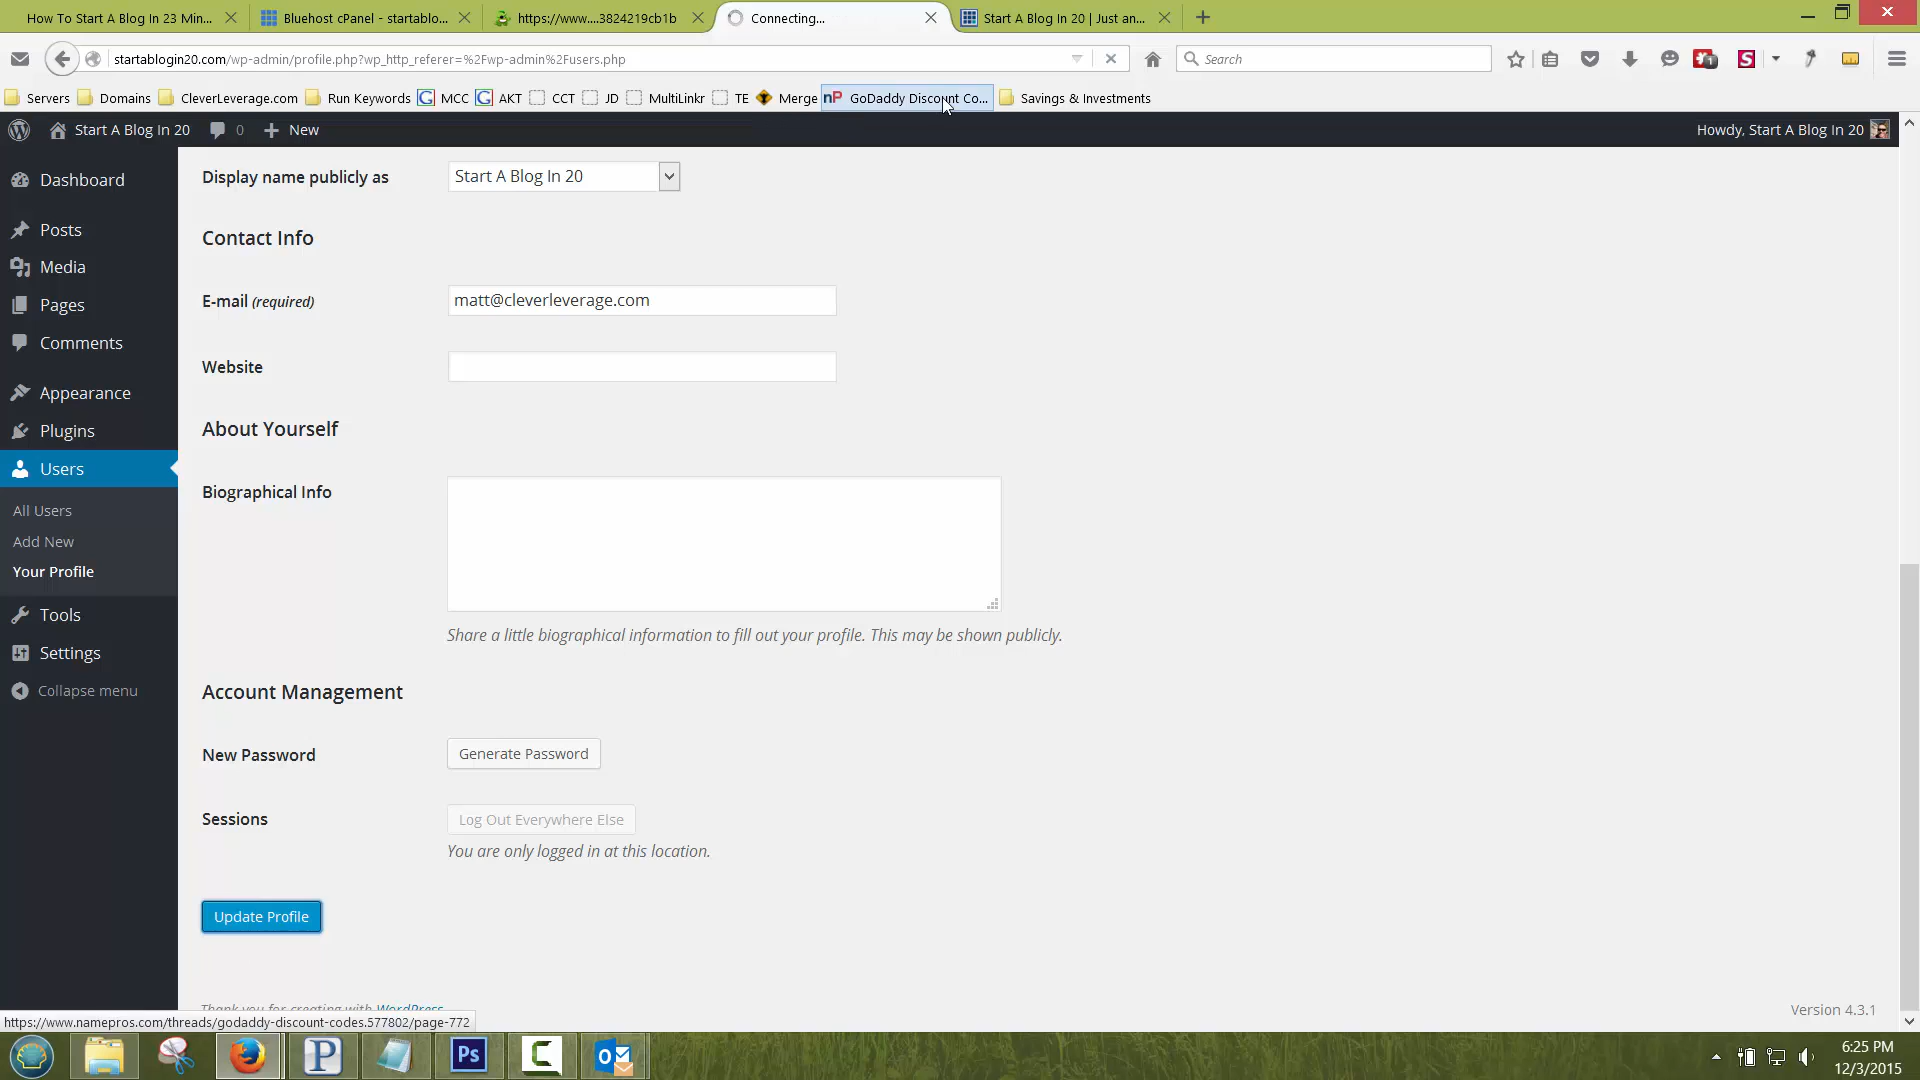 How To Start A Blog In 23 Min...
Bluehost cPanel - startablo...
https://www....3824219cb1b
Connecting...
Start A Blog In 20 | Just an...
startablogin20.com/wp-admin/profile.php?wp_http_referer=%2Fwp-admin%2Fusers.php
Search
1
S
Servers
Domains
CleverLeverage.com
Run Keywords
MCC
AKT
CCT
JD
MultiLinkr
TE
Merge
nP GoDaddy Discount Co...
Savings & Investments
Start A Blog In 20
0
New
Howdy, Start A Blog In 20
Dashboard
Posts
Media
Pages
Comments
Appearance
Plugins
Users
All Users
Add New
Your Profile
Tools
Settings
Collapse menu
Display name publicly as
Start A Blog In 20
Contact Info
E-mail (required)
matt@cleverleverage.com
Website
About Yourself
Biographical Info
Share a little biographical information to fill out your profile. This may be shown publicly.
Account Management
New Password
Generate Password
Sessions
Log Out Everywhere Else
You are only logged in at this location.
Update Profile
Thank you for creating with WordPress.
Version 4.3.1
https://www.namepros.com/threads/godaddy-discount-codes.577802/page-772
P
Ps
C
6:25 PM
12/3/2015